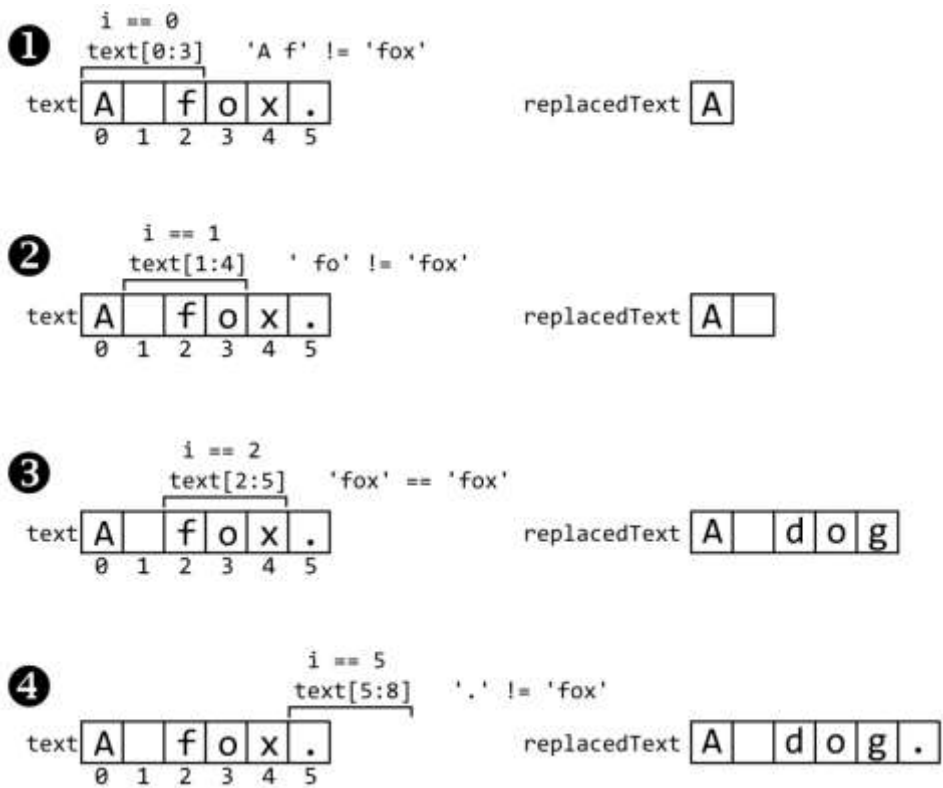 ❶ i == 0
text[0:3] 'A f' != 'fox'
text A f o x . replacedText A
0 1 2 3 4 5
❷ i == 1
text[1:4] ' fo' != 'fox'
text A f o x . replacedText A
0 1 2 3 4 5
❸ i == 2
text[2:5] 'fox' == 'fox'
text A f o x . replacedText A d o g
0 1 2 3 4 5
❹ i == 5
text[5:8] '.' != 'fox'
text A f o x . replacedText A d o g .
0 1 2 3 4 5